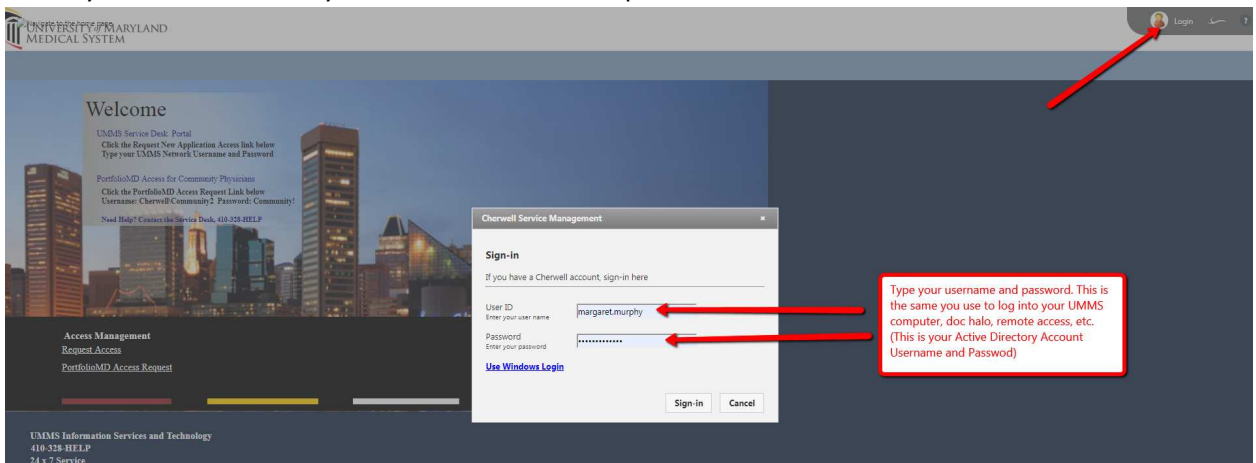 Navigate to the home page
UNIVERSITY of MARYLAND
MEDICAL SYSTEM
Login
?
Welcome
UMMS Service Desk Portal
Click the Request New Application Access link below
Type your UMMS Network Username and Password
PortfolioMD Access for Community Physicians
Click the PortfolioMD Access Request Link below
Username: Cherwell\Community2 Password: Community!
Need Help? Contact the Service Desk, 410-328-HELP
Cherwell Service Management
×
Sign-in
If you have a Cherwell account, sign-in here
User ID
Enter your user name
margaret.murphy
Password
Enter your password
•••••••••••••
Use Windows Login
Sign-in
Cancel
Type your username and password. This is
the same you use to log into your UMMS
computer, doc halo, remote access, etc.
(This is your Active Directory Account
Username and Passwod)
Access Management
Request Access
PortfolioMD Access Request
UMMS Information Services and Technology
410-328-HELP
24 x 7 Service